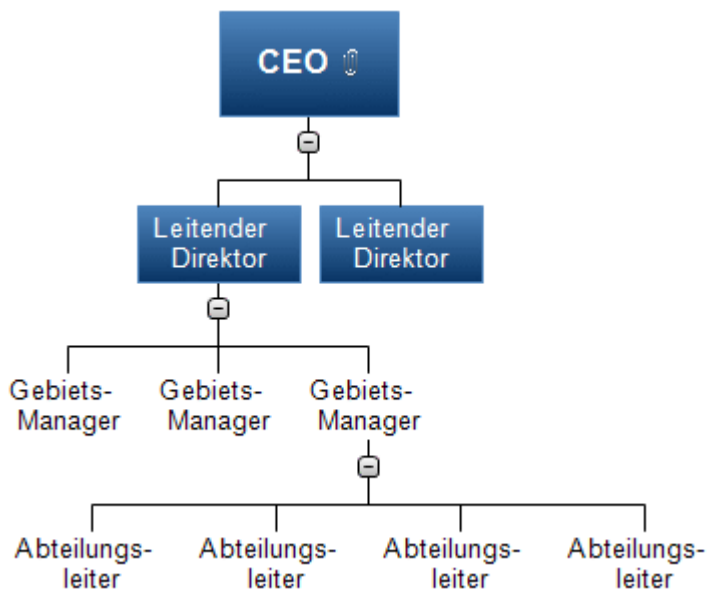 CEO
Leitender
Direktor
Leitender
Direktor
Gebiets-
Manager
Gebiets-
Manager
Gebiets-
Manager
Abteilungs-
leiter
Abteilungs-
leiter
Abteilungs-
leiter
Abteilungs-
leiter